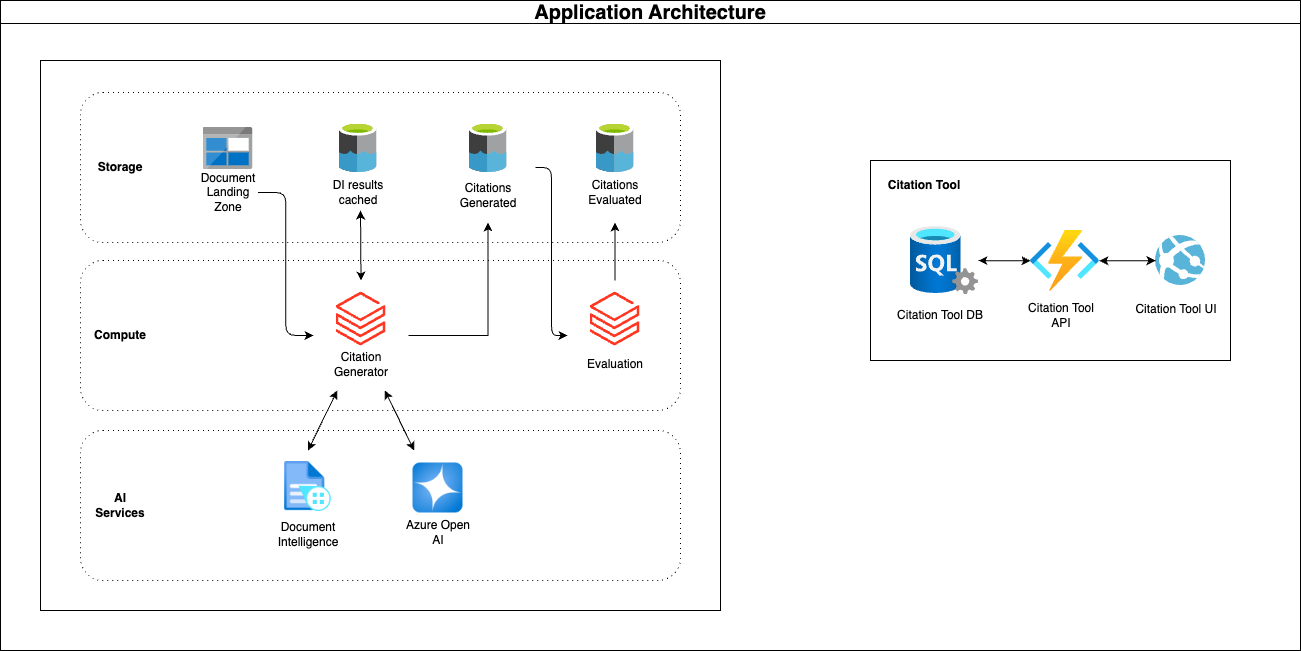 Application Architecture
Storage
Document
Landing
Zone
DI results
cached
Citations
Generated
Citations
Evaluated
Compute
Citation
Generator
Evaluation
AI
Services
Document
Intelligence
Azure Open
AI
Citation Tool
SQL
Citation Tool DB
Citation Tool
API
Citation Tool UI